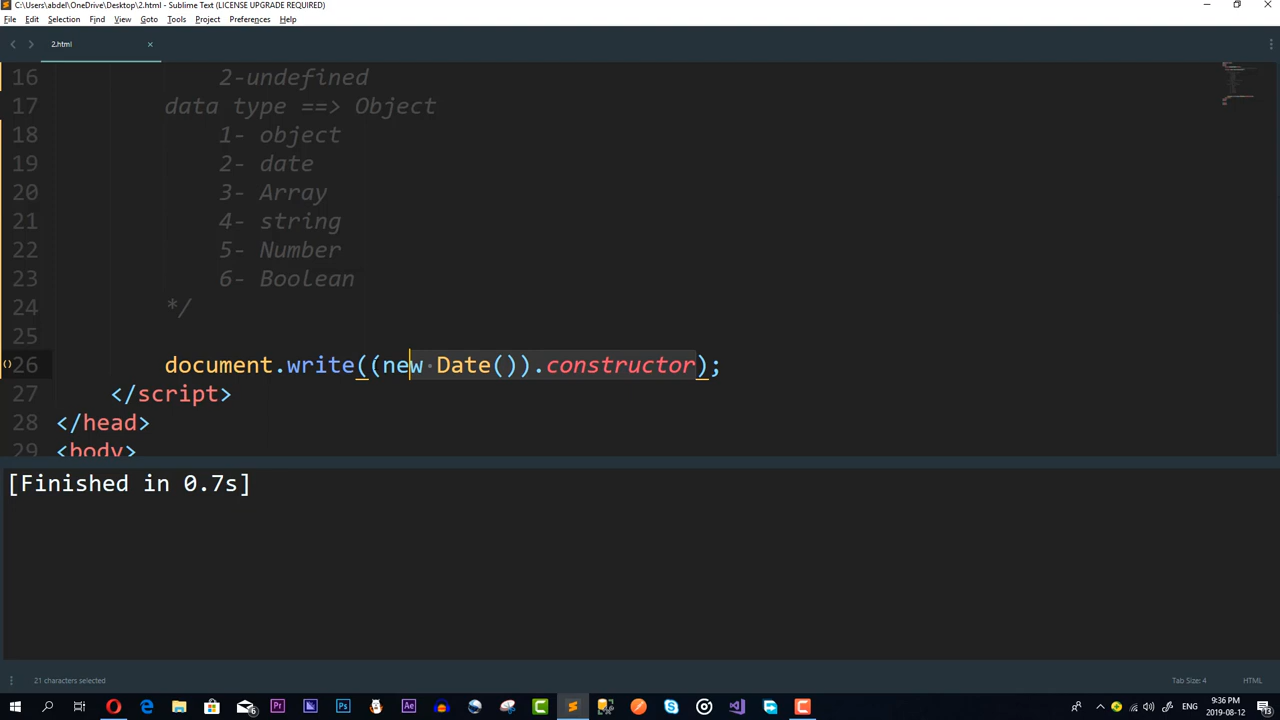 C:\Users\abdel\OneDrive\Desktop\2.html - Sublime Text (LICENSE UPGRADE REQUIRED)
File Edit Selection Find View Goto Tools Project Preferences Help
2.html
16 2-undefined
17 data type ==> Object
18 1- object
19 2- date
20 3- Array
21 4- string
22 5- Number
23 6- Boolean
24 */
25
26 document.write((new Date()).constructor);
27 </script>
28 </head>
29 <body>
[Finished in 0.7s]
21 characters selected Tab Size: 4 HTML
9:36 PM
ENG
2019-08-12